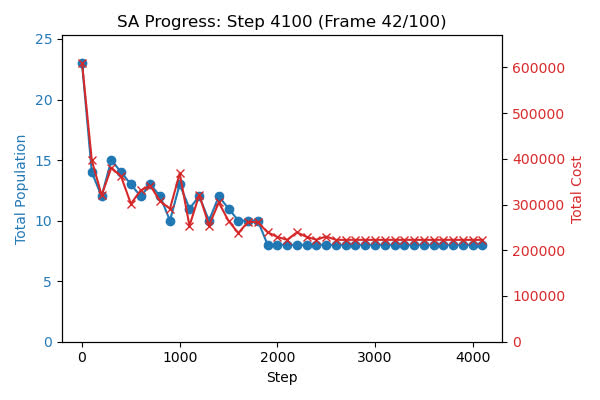 SA Progress: Step 4100 (Frame 42/100)
25
20
15
10
5
0
Total Population
600000
500000
400000
300000
200000
100000
0
Total Cost
0 1000 2000 3000 4000
Step